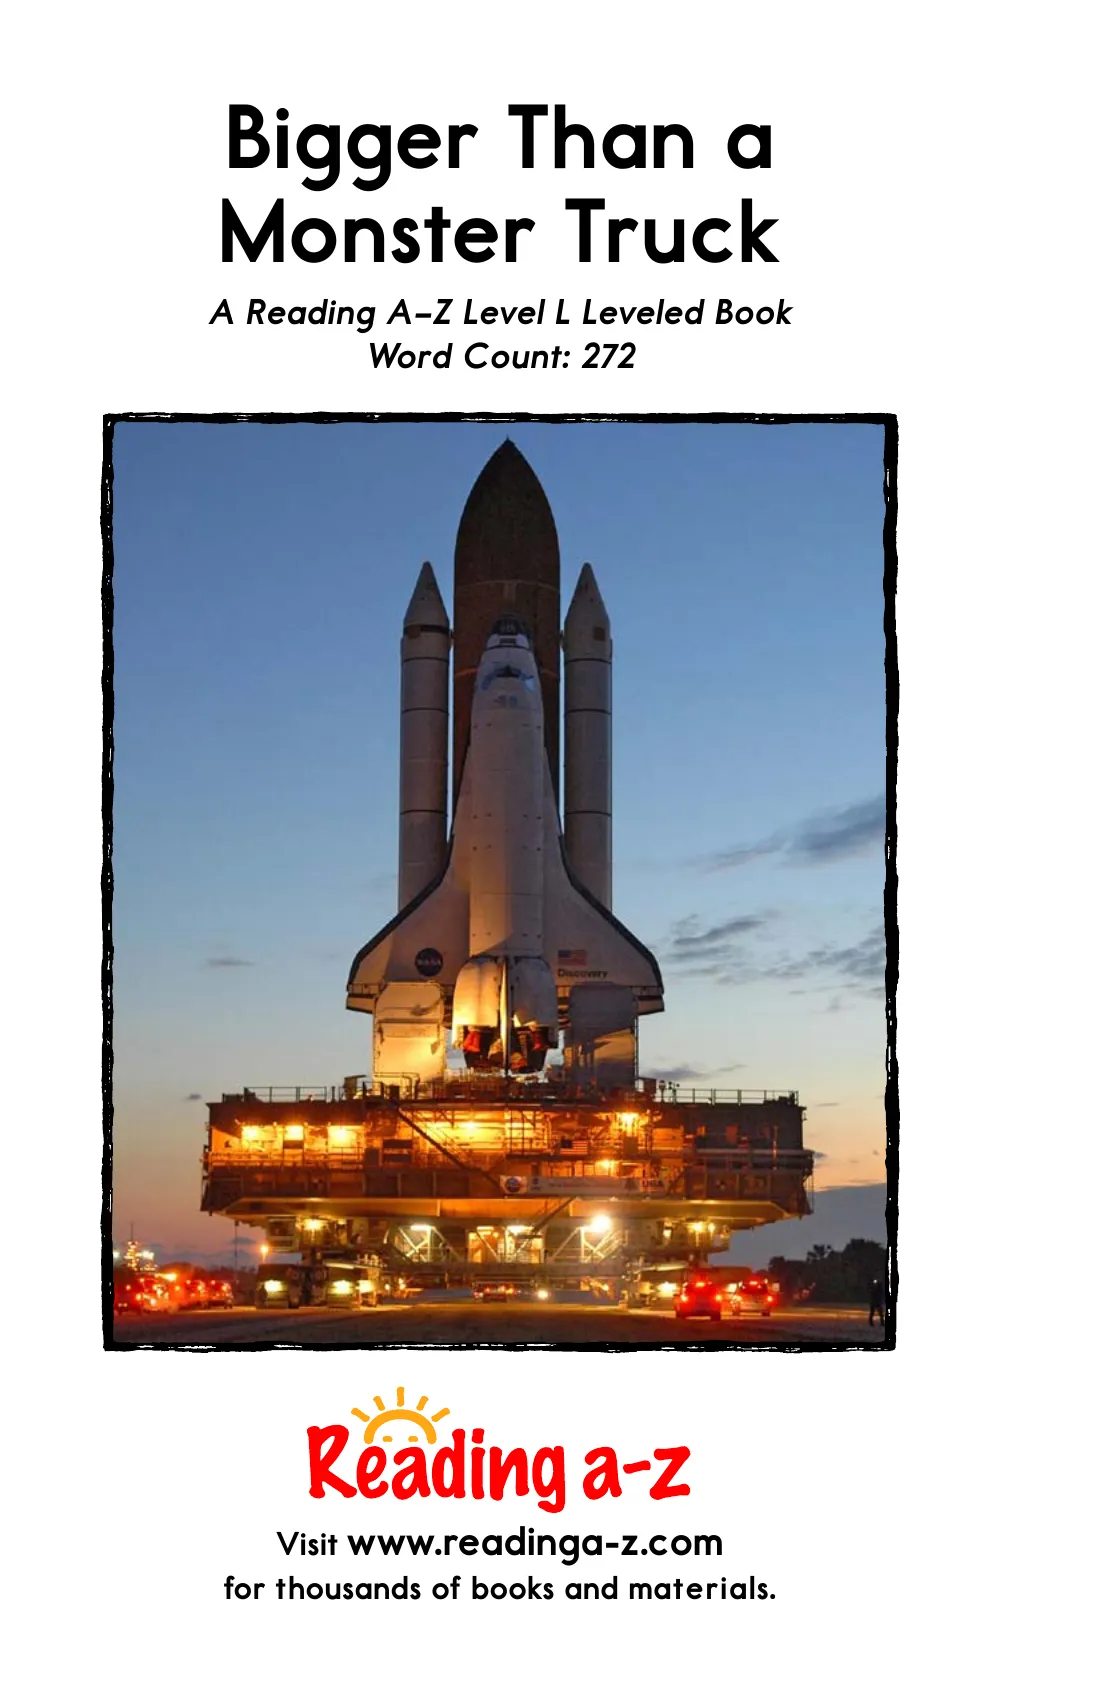 Bigger Than a
Monster Truck
A Reading A–Z Level L Leveled Book
Word Count: 272
NASA
Discovery
USA
Reading a-z
Visit www.readinga-z.com
for thousands of books and materials.